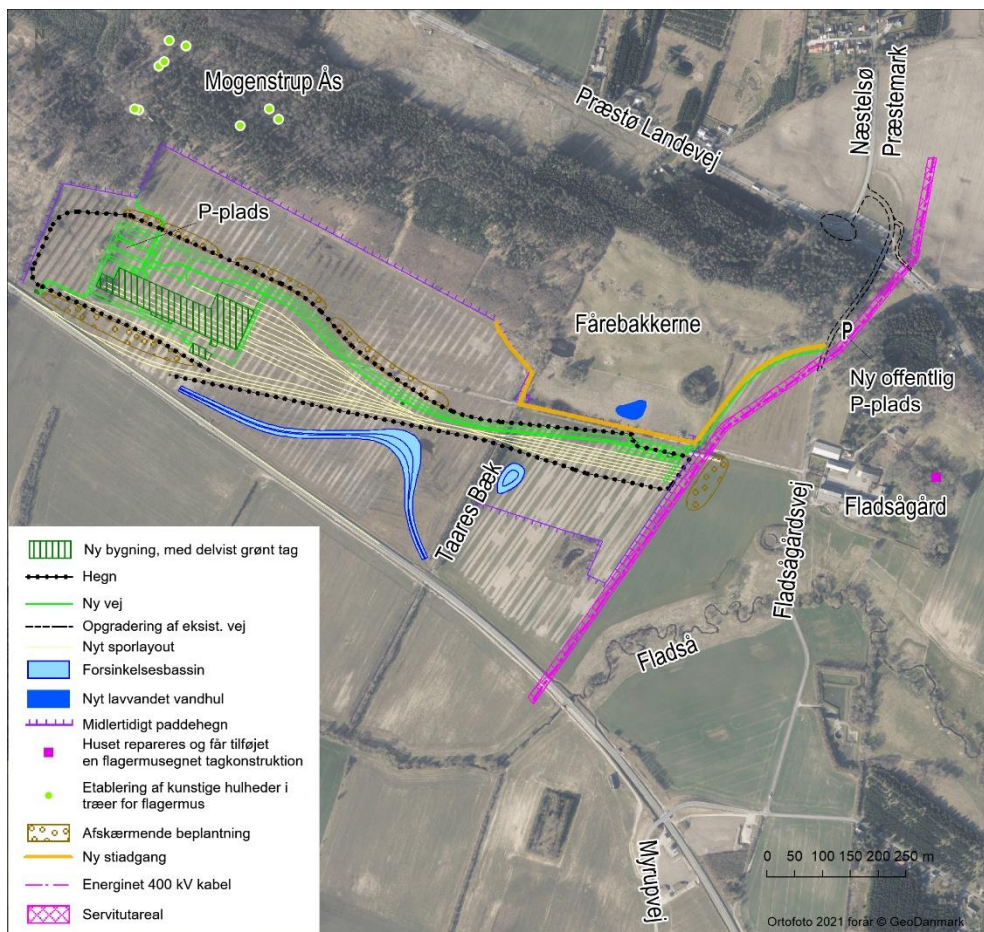 N
Mogenstrup Ås
Præstø Landevej
Næstelsø
Præstemark
P-plads
Fårebakkerne
P
Ny offentlig
P-plads
Taares Bæk
Fladsågårdsvej
Fladsågård
Fladså
Myrupvej
Ny bygning, med delvist grønt tag
Hegn
Ny vej
Opgradering af eksist. vej
Nyt sporlayout
Forsinkelsesbassin
Nyt lavvandet vandhul
Midlertidigt paddehegn
Huset repareres og får tilføjet
en flagermusegnet tagkonstruktion
Etablering af kunstige hulheder i
træer for flagermus
Afskærmende beplantning
Ny stiadgang
Energinet 400 kV kabel
Servitutareal
0 50 100 150 200 250 m
Ortofoto 2021 forår © GeoDanmark